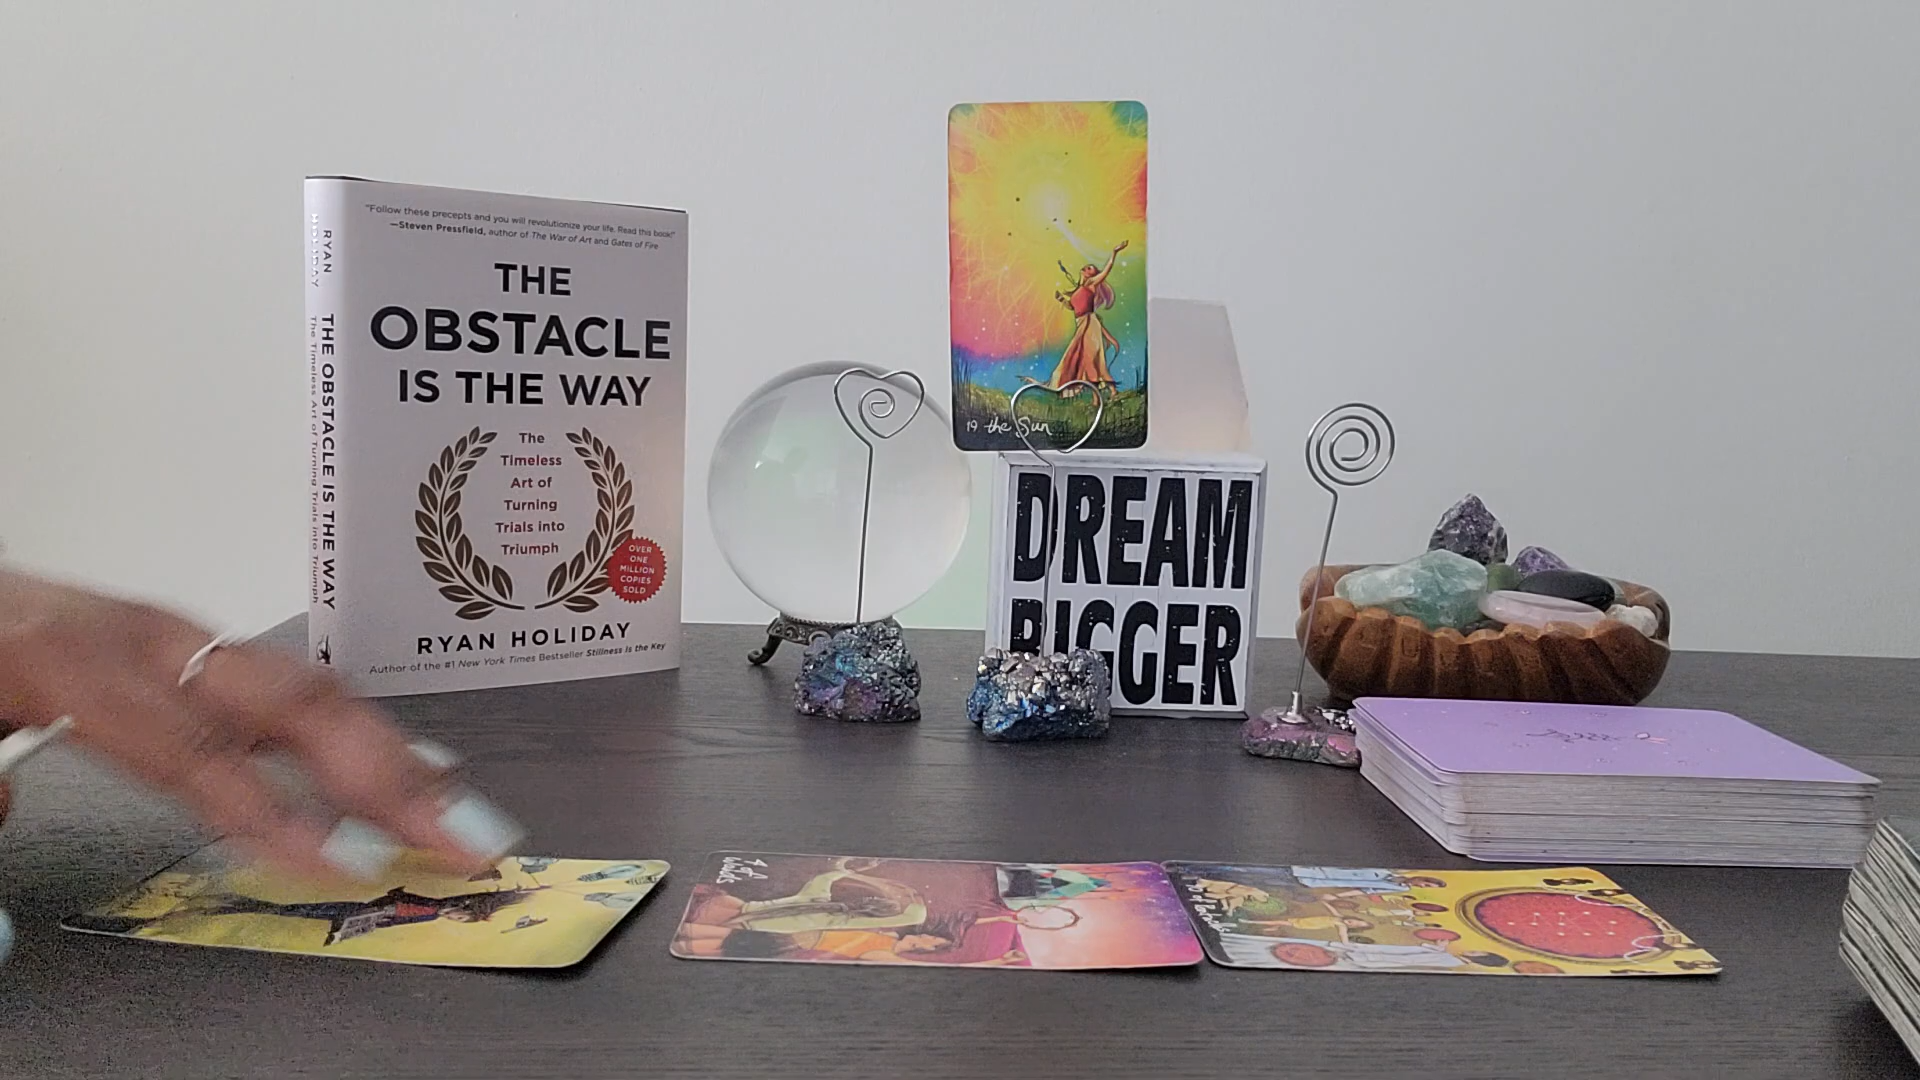 "Follow these precepts and you will revolutionize your life. Read this book!"
—Steven Pressfield, author of The War of Art and Gates of Fire
THE
OBSTACLE
IS THE WAY
The
Timeless
Art of
Turning
Trials into
Triumph
OVER
ONE
MILLION
COPIES
SOLD
RYAN HOLIDAY
Author of the #1 New York Times Bestseller Stillness Is the Key
RYAN HOLIDAY
THE OBSTACLE IS THE WAY
The Timeless Art of Turning Trials into Triumph
19 the Sun
DREAM
BIGGER
4 of
wands